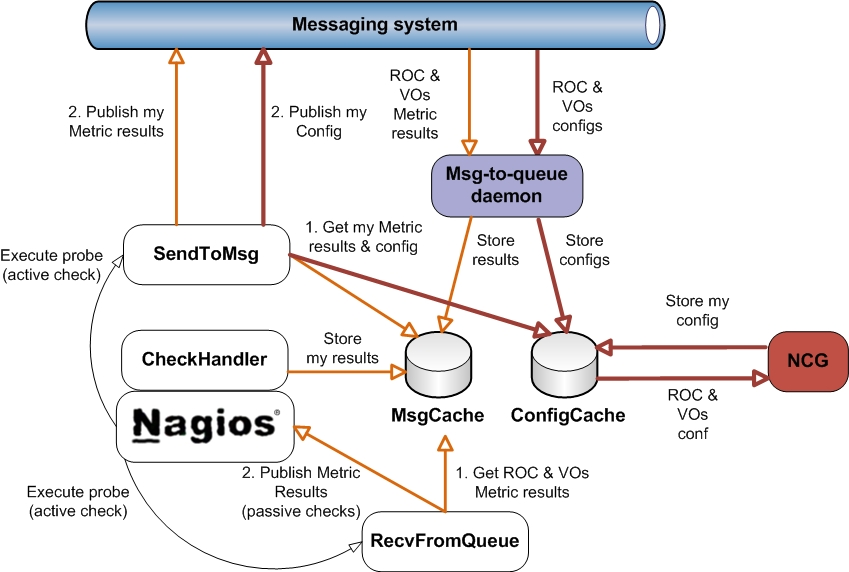 Messaging system
2. Publish my
Metric results
2. Publish my
Config
ROC &
VOs
Metric
results
ROC &
VOs
configs
Msg-to-queue
daemon
1. Get my Metric
results & config
Store
results
Store
configs
Execute probe
(active check)
SendToMsg
Store my
config
CheckHandler
Store
my results
NCG
MsgCache
ConfigCache
ROC &
VOs
conf
Nagios®
2. Publish Metric
Results
(passive checks)
1. Get ROC & VOs
Metric results
Execute probe
(active check)
RecvFromQueue